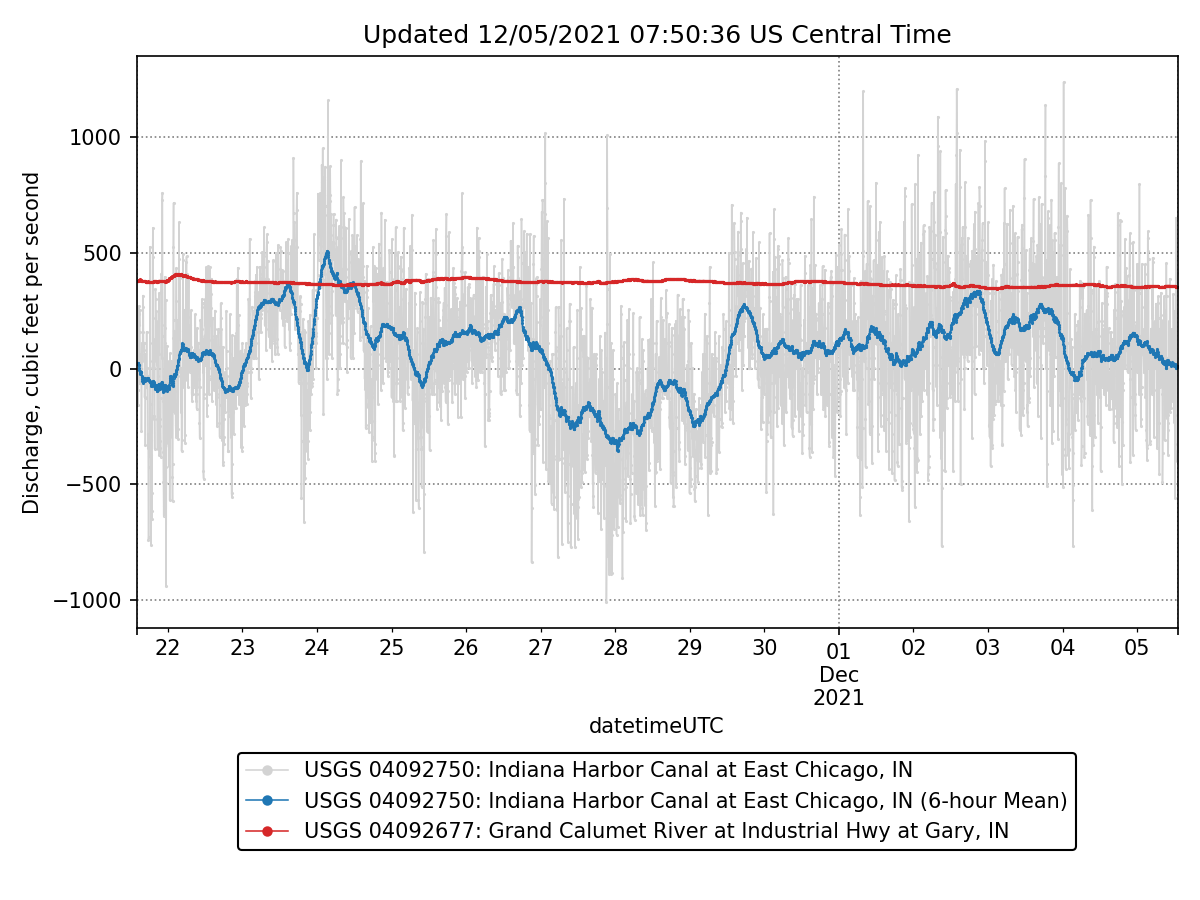 Updated 12/05/2021 07:50:36 US Central Time
Discharge, cubic feet per second
1000
500
0
−500
−1000
22 23 24 25 26 27 28 29 30 01 02 03 04 05
Dec
2021
datetimeUTC
USGS 04092750: Indiana Harbor Canal at East Chicago, IN
USGS 04092750: Indiana Harbor Canal at East Chicago, IN (6-hour Mean)
USGS 04092677: Grand Calumet River at Industrial Hwy at Gary, IN